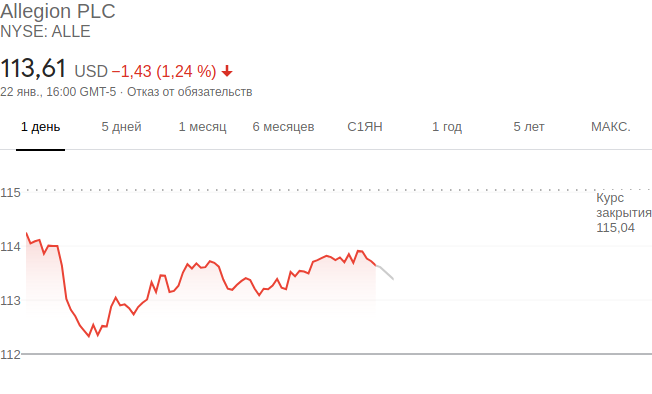 Allegion PLC
NYSE: ALLE
113,61 USD −1,43 (1,24 %)
22 янв., 16:00 GMT-5 · Отказ от обязательств
1 день 5 дней 1 месяц 6 месяцев С1ЯН 1 год 5 лет МАКС.
115
Курс
закрытия
115,04
114
113
112